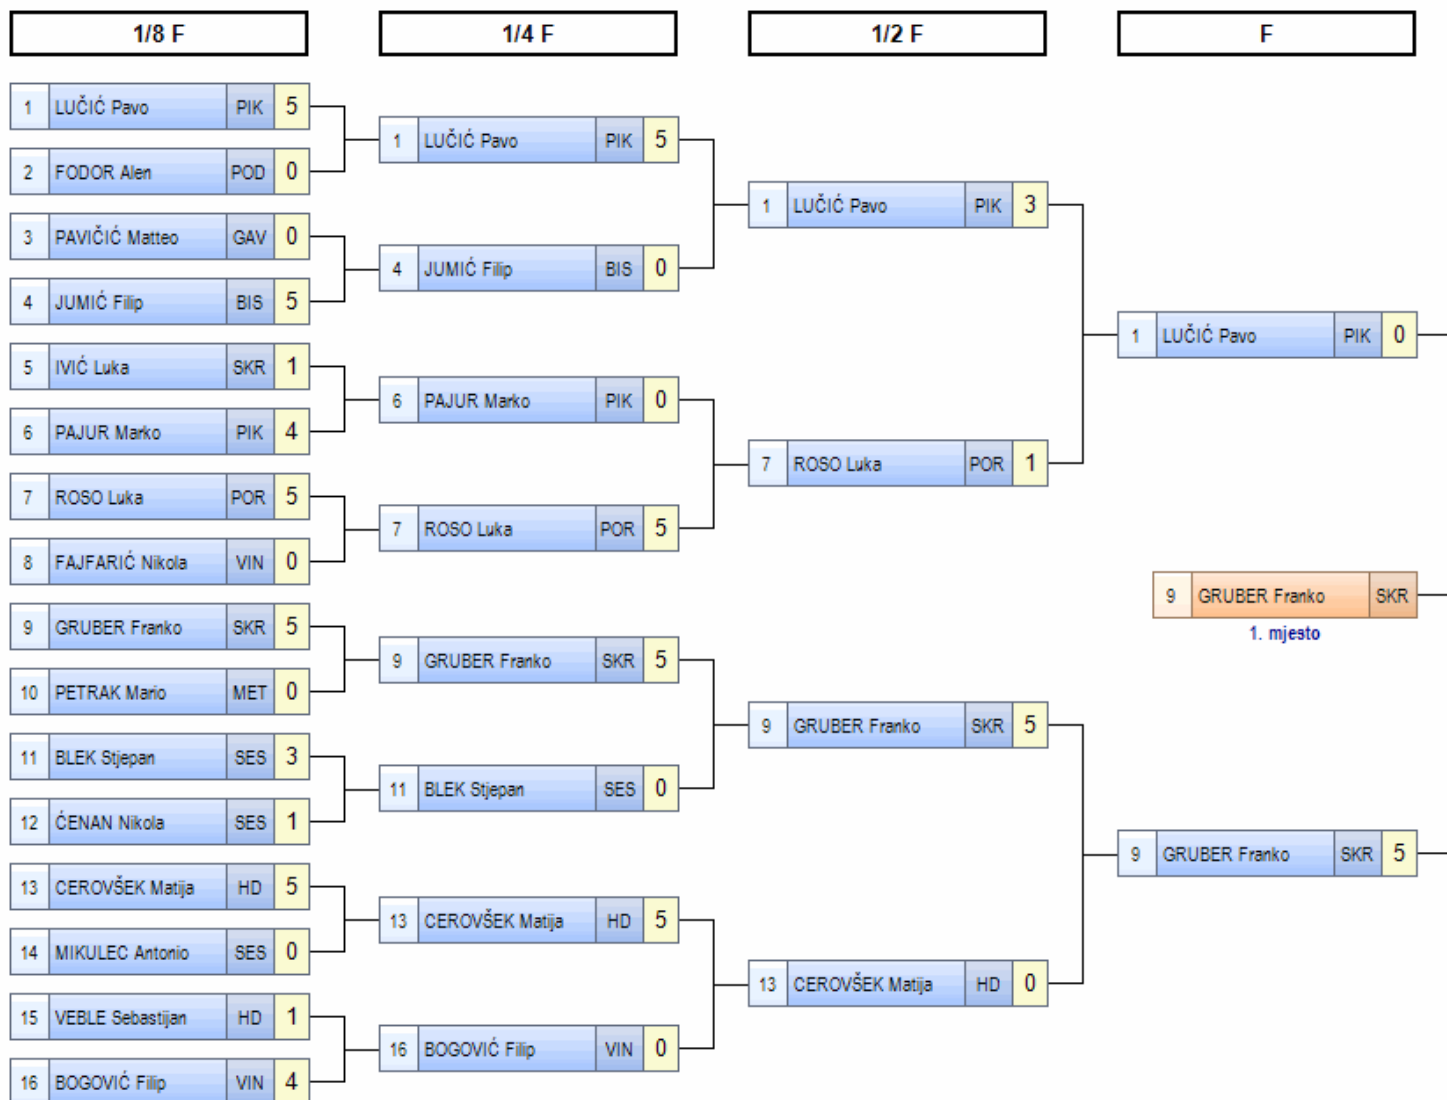 1/8 F 1/4 F 1/2 F F
1 LUČIĆ Pavo PIK 5
2 FODOR Alen POD 0
3 PAVIČIĆ Matteo GAV 0
4 JUMIĆ Filip BIS 5
5 IVIĆ Luka SKR 1
6 PAJUR Marko PIK 4
7 ROSO Luka POR 5
8 FAJFARIĆ Nikola VIN 0
9 GRUBER Franko SKR 5
10 PETRAK Mario MET 0
11 BLEK Stjepan SES 3
12 ĆENAN Nikola SES 1
13 CEROVŠEK Matija HD 5
14 MIKULEC Antonio SES 0
15 VEBLE Sebastijan HD 1
16 BOGOVIĆ Filip VIN 4
1 LUČIĆ Pavo PIK 5
4 JUMIĆ Filip BIS 0
6 PAJUR Marko PIK 0
7 ROSO Luka POR 5
9 GRUBER Franko SKR 5
11 BLEK Stjepan SES 0
13 CEROVŠEK Matija HD 5
16 BOGOVIĆ Filip VIN 0
1 LUČIĆ Pavo PIK 3
7 ROSO Luka POR 1
9 GRUBER Franko SKR 5
13 CEROVŠEK Matija HD 0
1 LUČIĆ Pavo PIK 0
9 GRUBER Franko SKR
1. mjesto
9 GRUBER Franko SKR 5